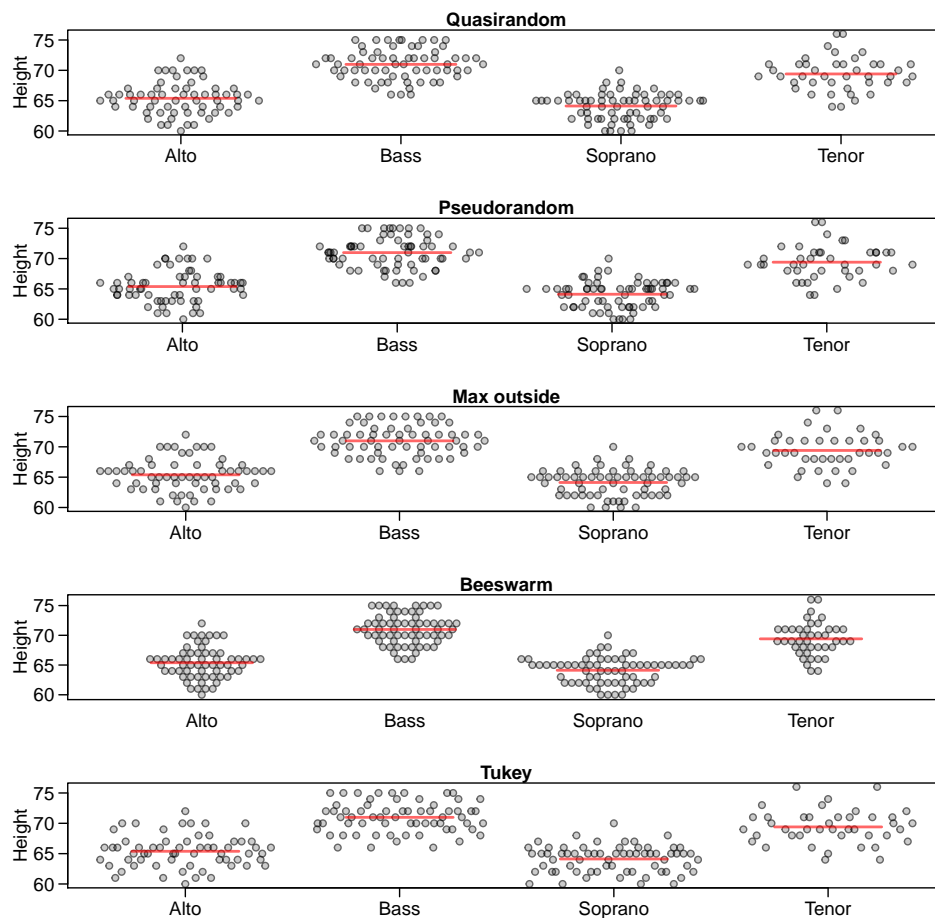 Quasirandom
Height
75
70
65
60
Alto Bass Soprano Tenor
Pseudorandom
Height
75
70
65
60
Alto Bass Soprano Tenor
Max outside
Height
75
70
65
60
Alto Bass Soprano Tenor
Beeswarm
Height
75
70
65
60
Alto Bass Soprano Tenor
Tukey
Height
75
70
65
60
Alto Bass Soprano Tenor